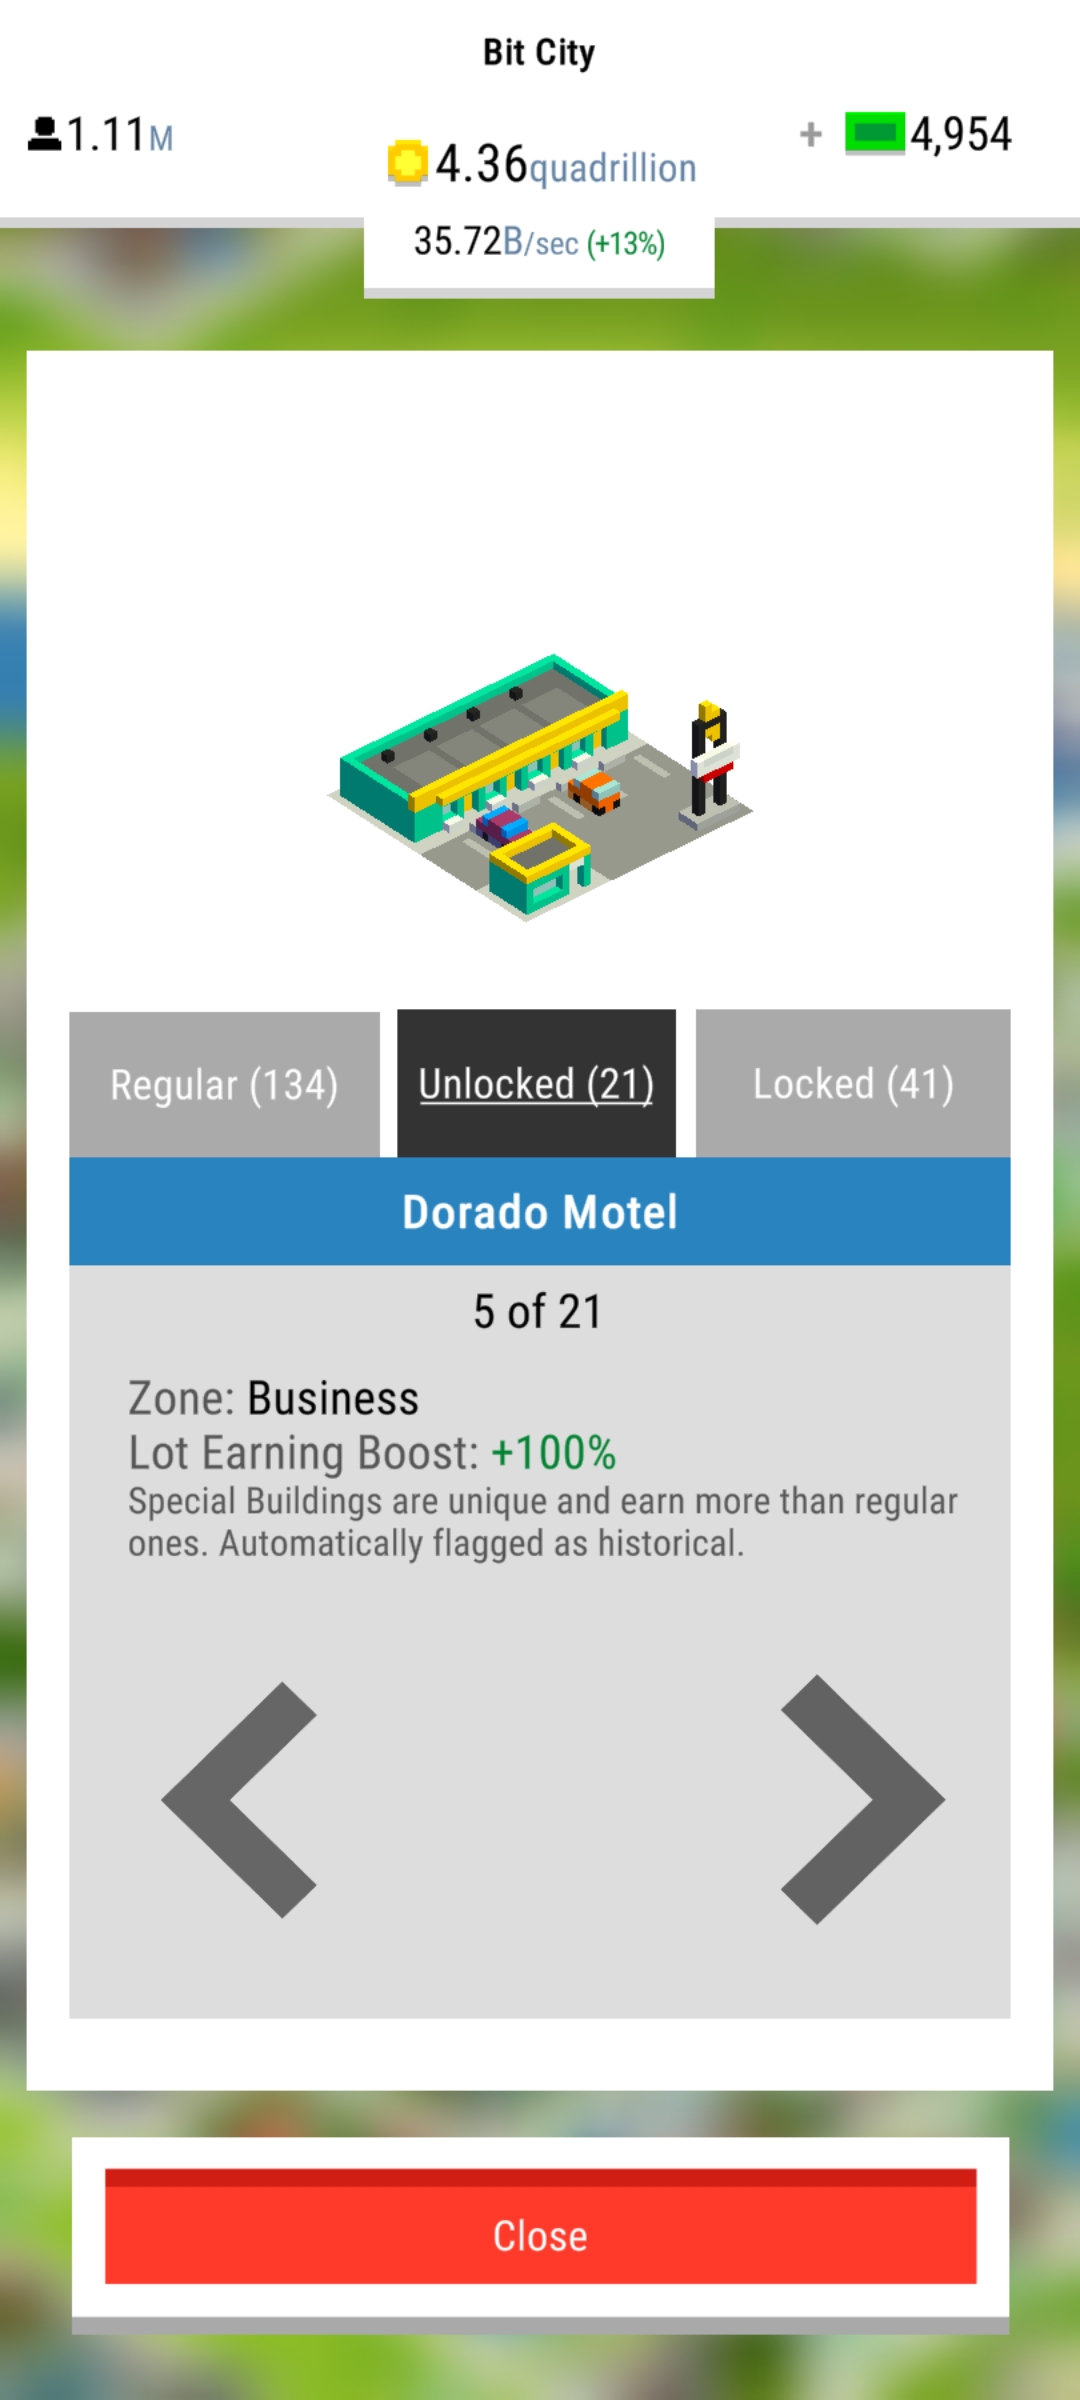 Bit City
1.11M
4.36quadrillion
+ 4,954
35.72B/sec (+13%)
Regular (134)
Unlocked (21)
Locked (41)
Dorado Motel
5 of 21
Zone: Business
Lot Earning Boost: +100%
Special Buildings are unique and earn more than regular
ones. Automatically flagged as historical.
Close